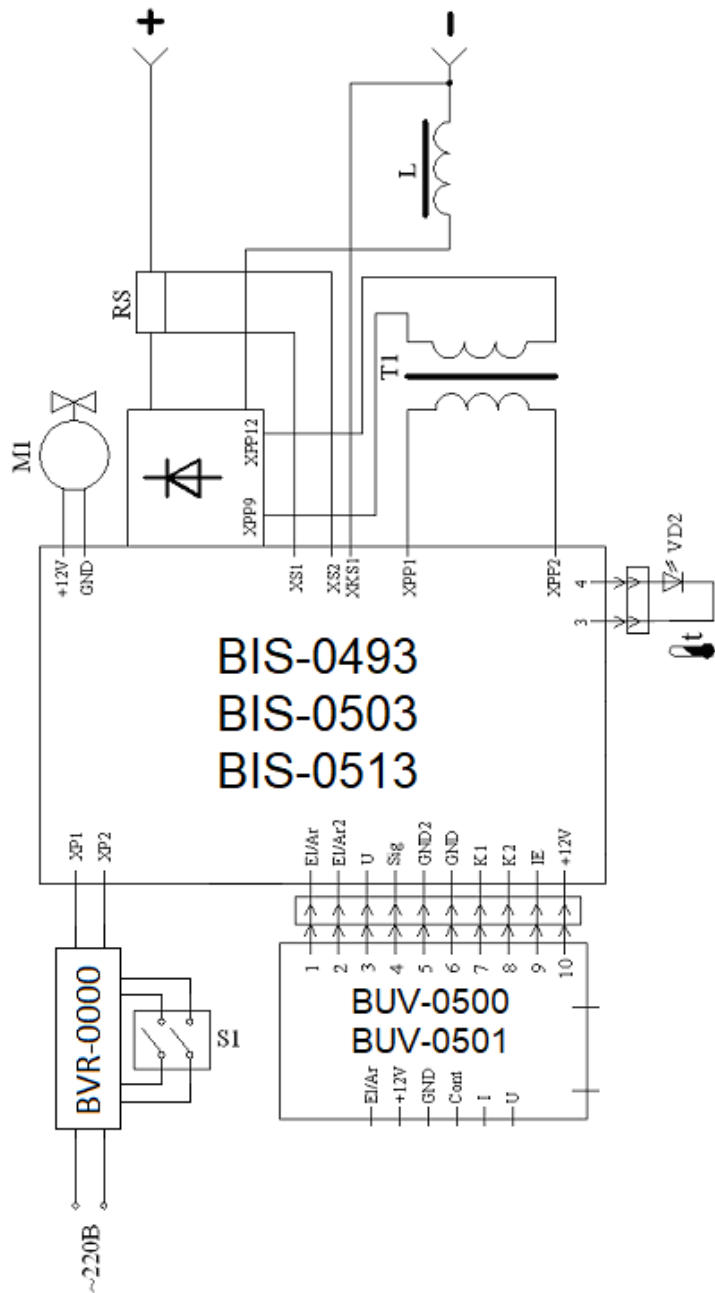 +
-
L
RS
T1
M1
XPP12
XPP9
+12V
GND
XS1
XS2
XKS1
XPP1
XPP2
4
3
VD2
t
BIS-0493
BIS-0503
BIS-0513
XP1
XP2
El/Ar
El/Ar2
U
Sig
GND2
GND
K1
K2
IE
+12V
1
2
3
4
5
6
7
8
9
10
BVR-0000
S1
BUV-0500
BUV-0501
El/Ar
+12V
GND
Cont
I
U
~220В